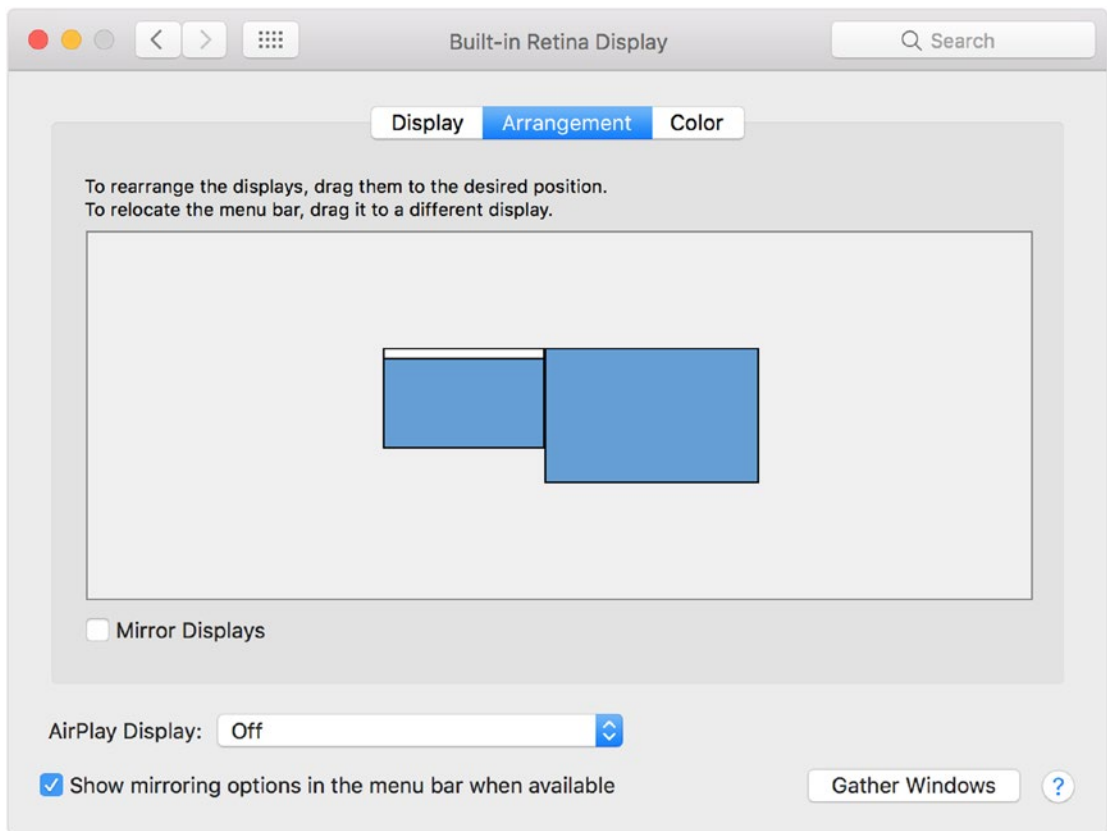 Built-in Retina Display
Search
Display
Arrangement
Color
To rearrange the displays, drag them to the desired position.
To relocate the menu bar, drag it to a different display.
Mirror Displays
AirPlay Display: Off
Show mirroring options in the menu bar when available
Gather Windows
?